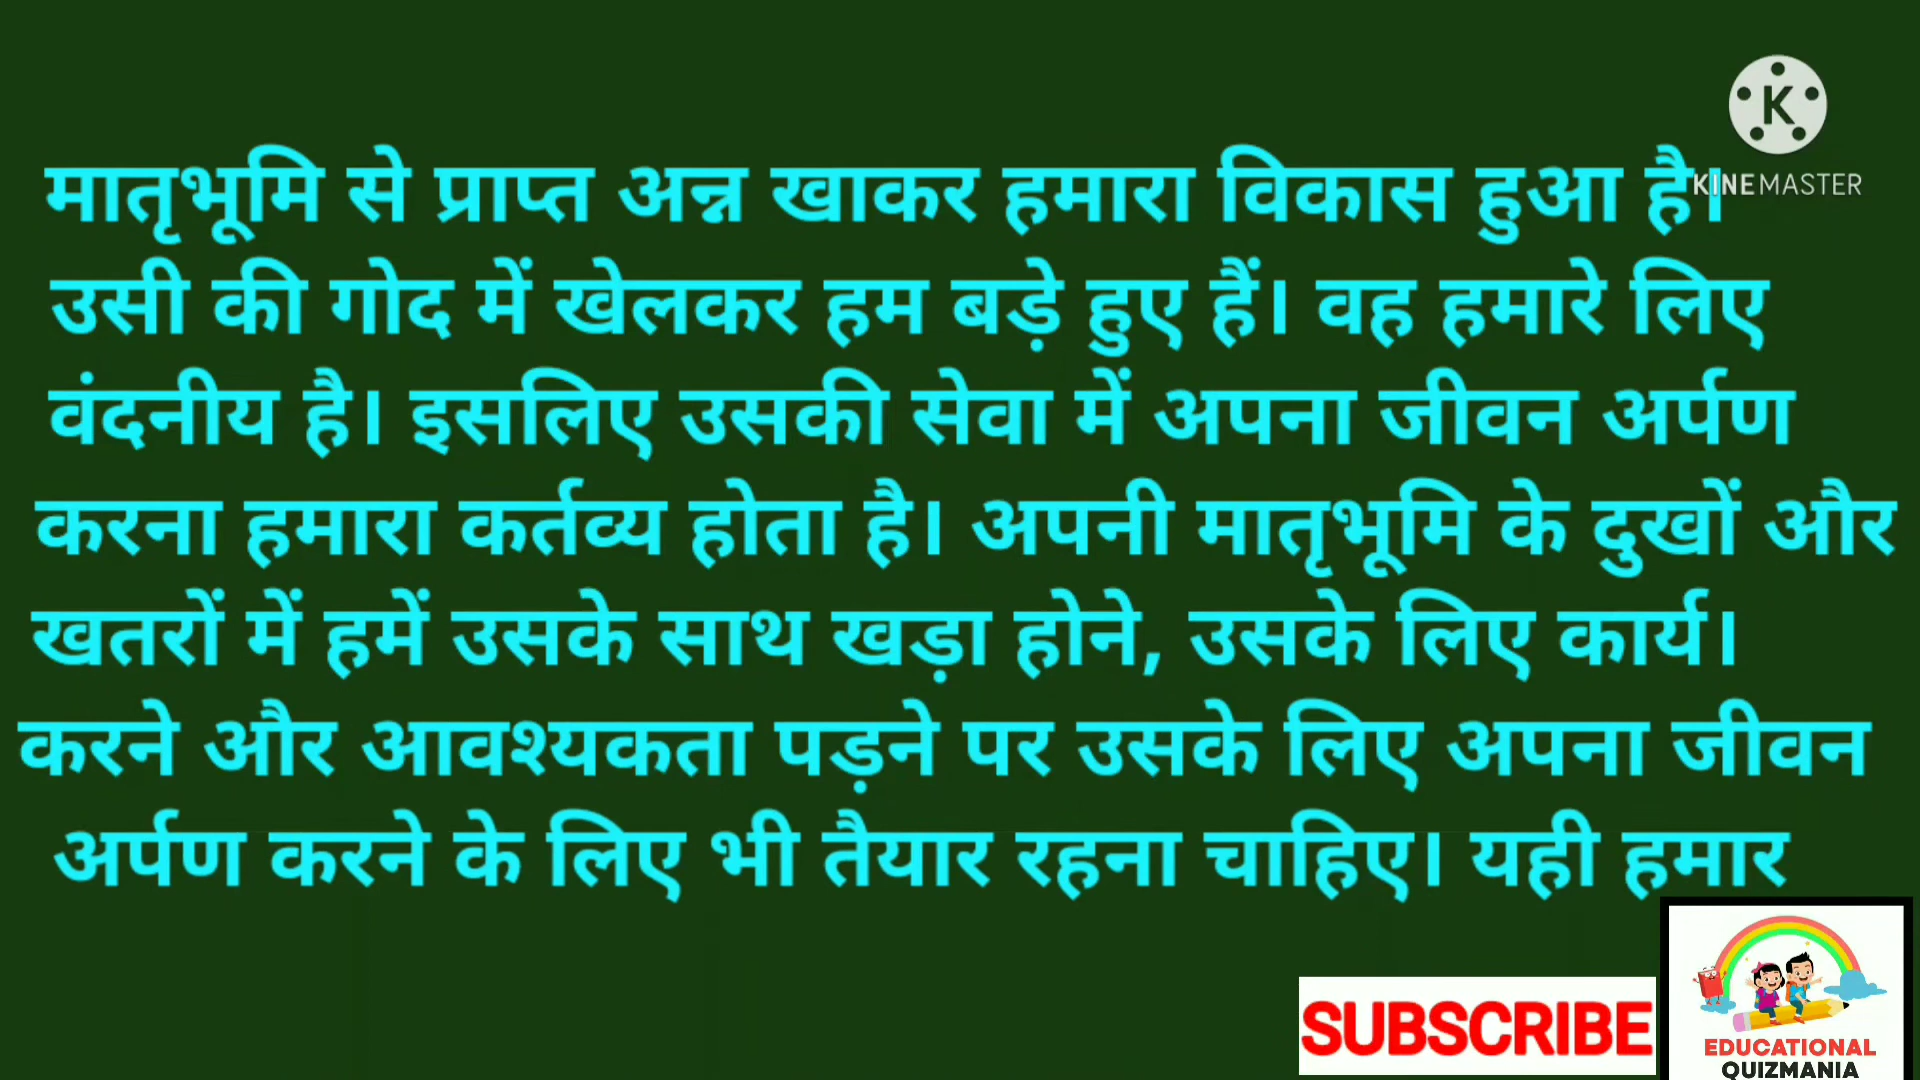 K
KINEMASTER
मातृभूमि से प्राप्त अन्न खाकर हमारा विकास हुआ है।
उसी की गोद में खेलकर हम बड़े हुए हैं। वह हमारे लिए
वंदनीय है। इसलिए उसकी सेवा में अपना जीवन अर्पण
करना हमारा कर्तव्य होता है। अपनी मातृभूमि के दुखों और
खतरों में हमें उसके साथ खड़ा होने, उसके लिए कार्य।
करने और आवश्यकता पड़ने पर उसके लिए अपना जीवन
अर्पण करने के लिए भी तैयार रहना चाहिए। यही हमार
SUBSCRIBE
EDUCATIONAL
QUIZMANIA